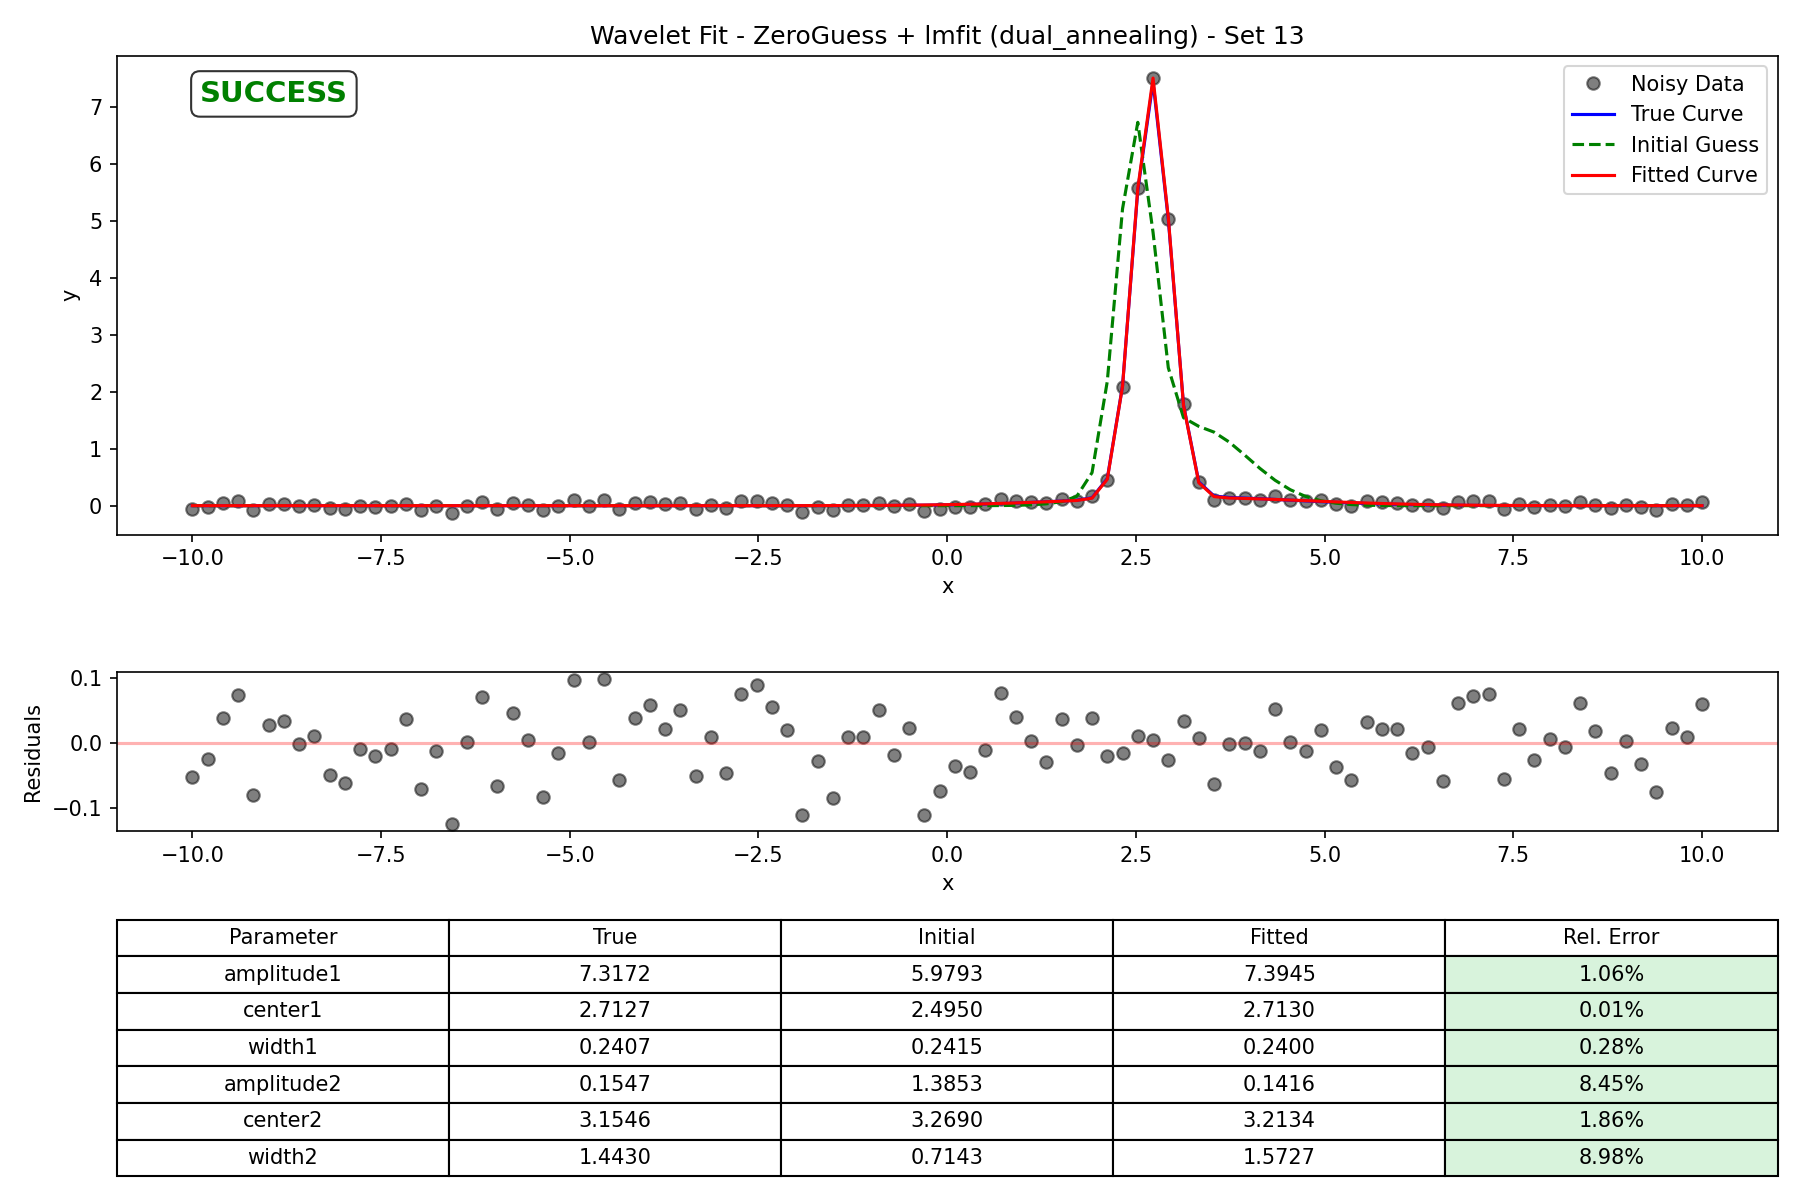 Wavelet Fit - ZeroGuess + lmfit (dual_annealing) - Set 13
SUCCESS
Noisy Data
True Curve
Initial Guess
Fitted Curve
y
7
6
5
4
3
2
1
0
−10.0 −7.5 −5.0 −2.5 0.0 2.5 5.0 7.5 10.0
x
Residuals
0.1
0.0
−0.1
−10.0 −7.5 −5.0 −2.5 0.0 2.5 5.0 7.5 10.0
x
Parameter True Initial Fitted Rel. Error
amplitude1 7.3172 5.9793 7.3945 1.06%
center1 2.7127 2.4950 2.7130 0.01%
width1 0.2407 0.2415 0.2400 0.28%
amplitude2 0.1547 1.3853 0.1416 8.45%
center2 3.1546 3.2690 3.2134 1.86%
width2 1.4430 0.7143 1.5727 8.98%